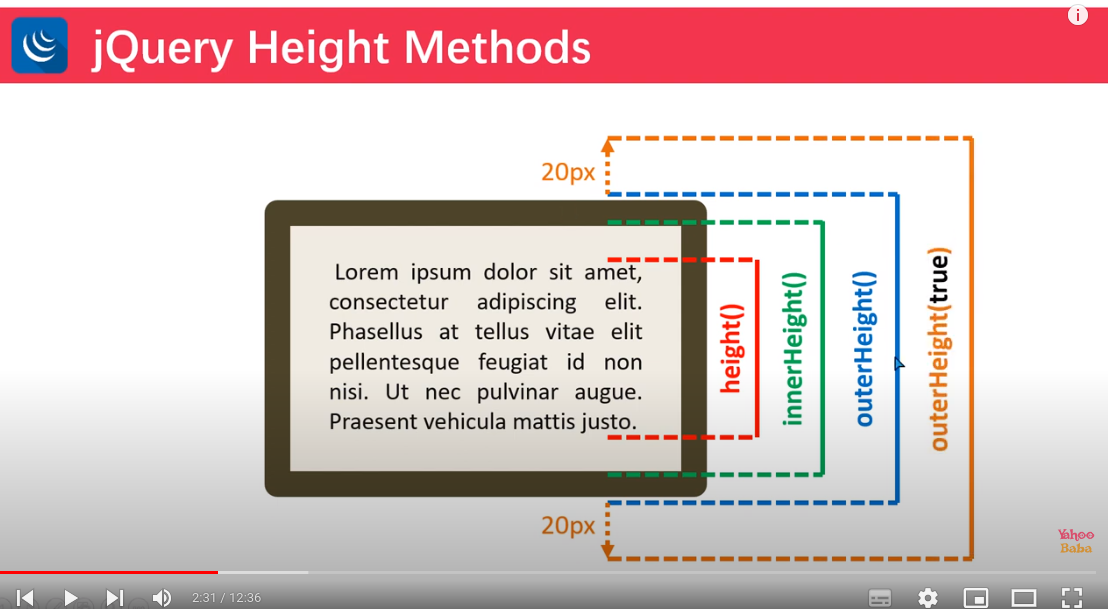 i
jQuery Height Methods
20px
Lorem ipsum dolor sit amet,
consectetur adipiscing elit.
Phasellus at tellus vitae elit
pellentesque feugiat id non
nisi. Ut nec pulvinar augue.
Praesent vehicula mattis justo.
height()
innerHeight()
outerHeight()
outerHeight(true)
20px
Yahoo
Baba
2:31 / 12:36